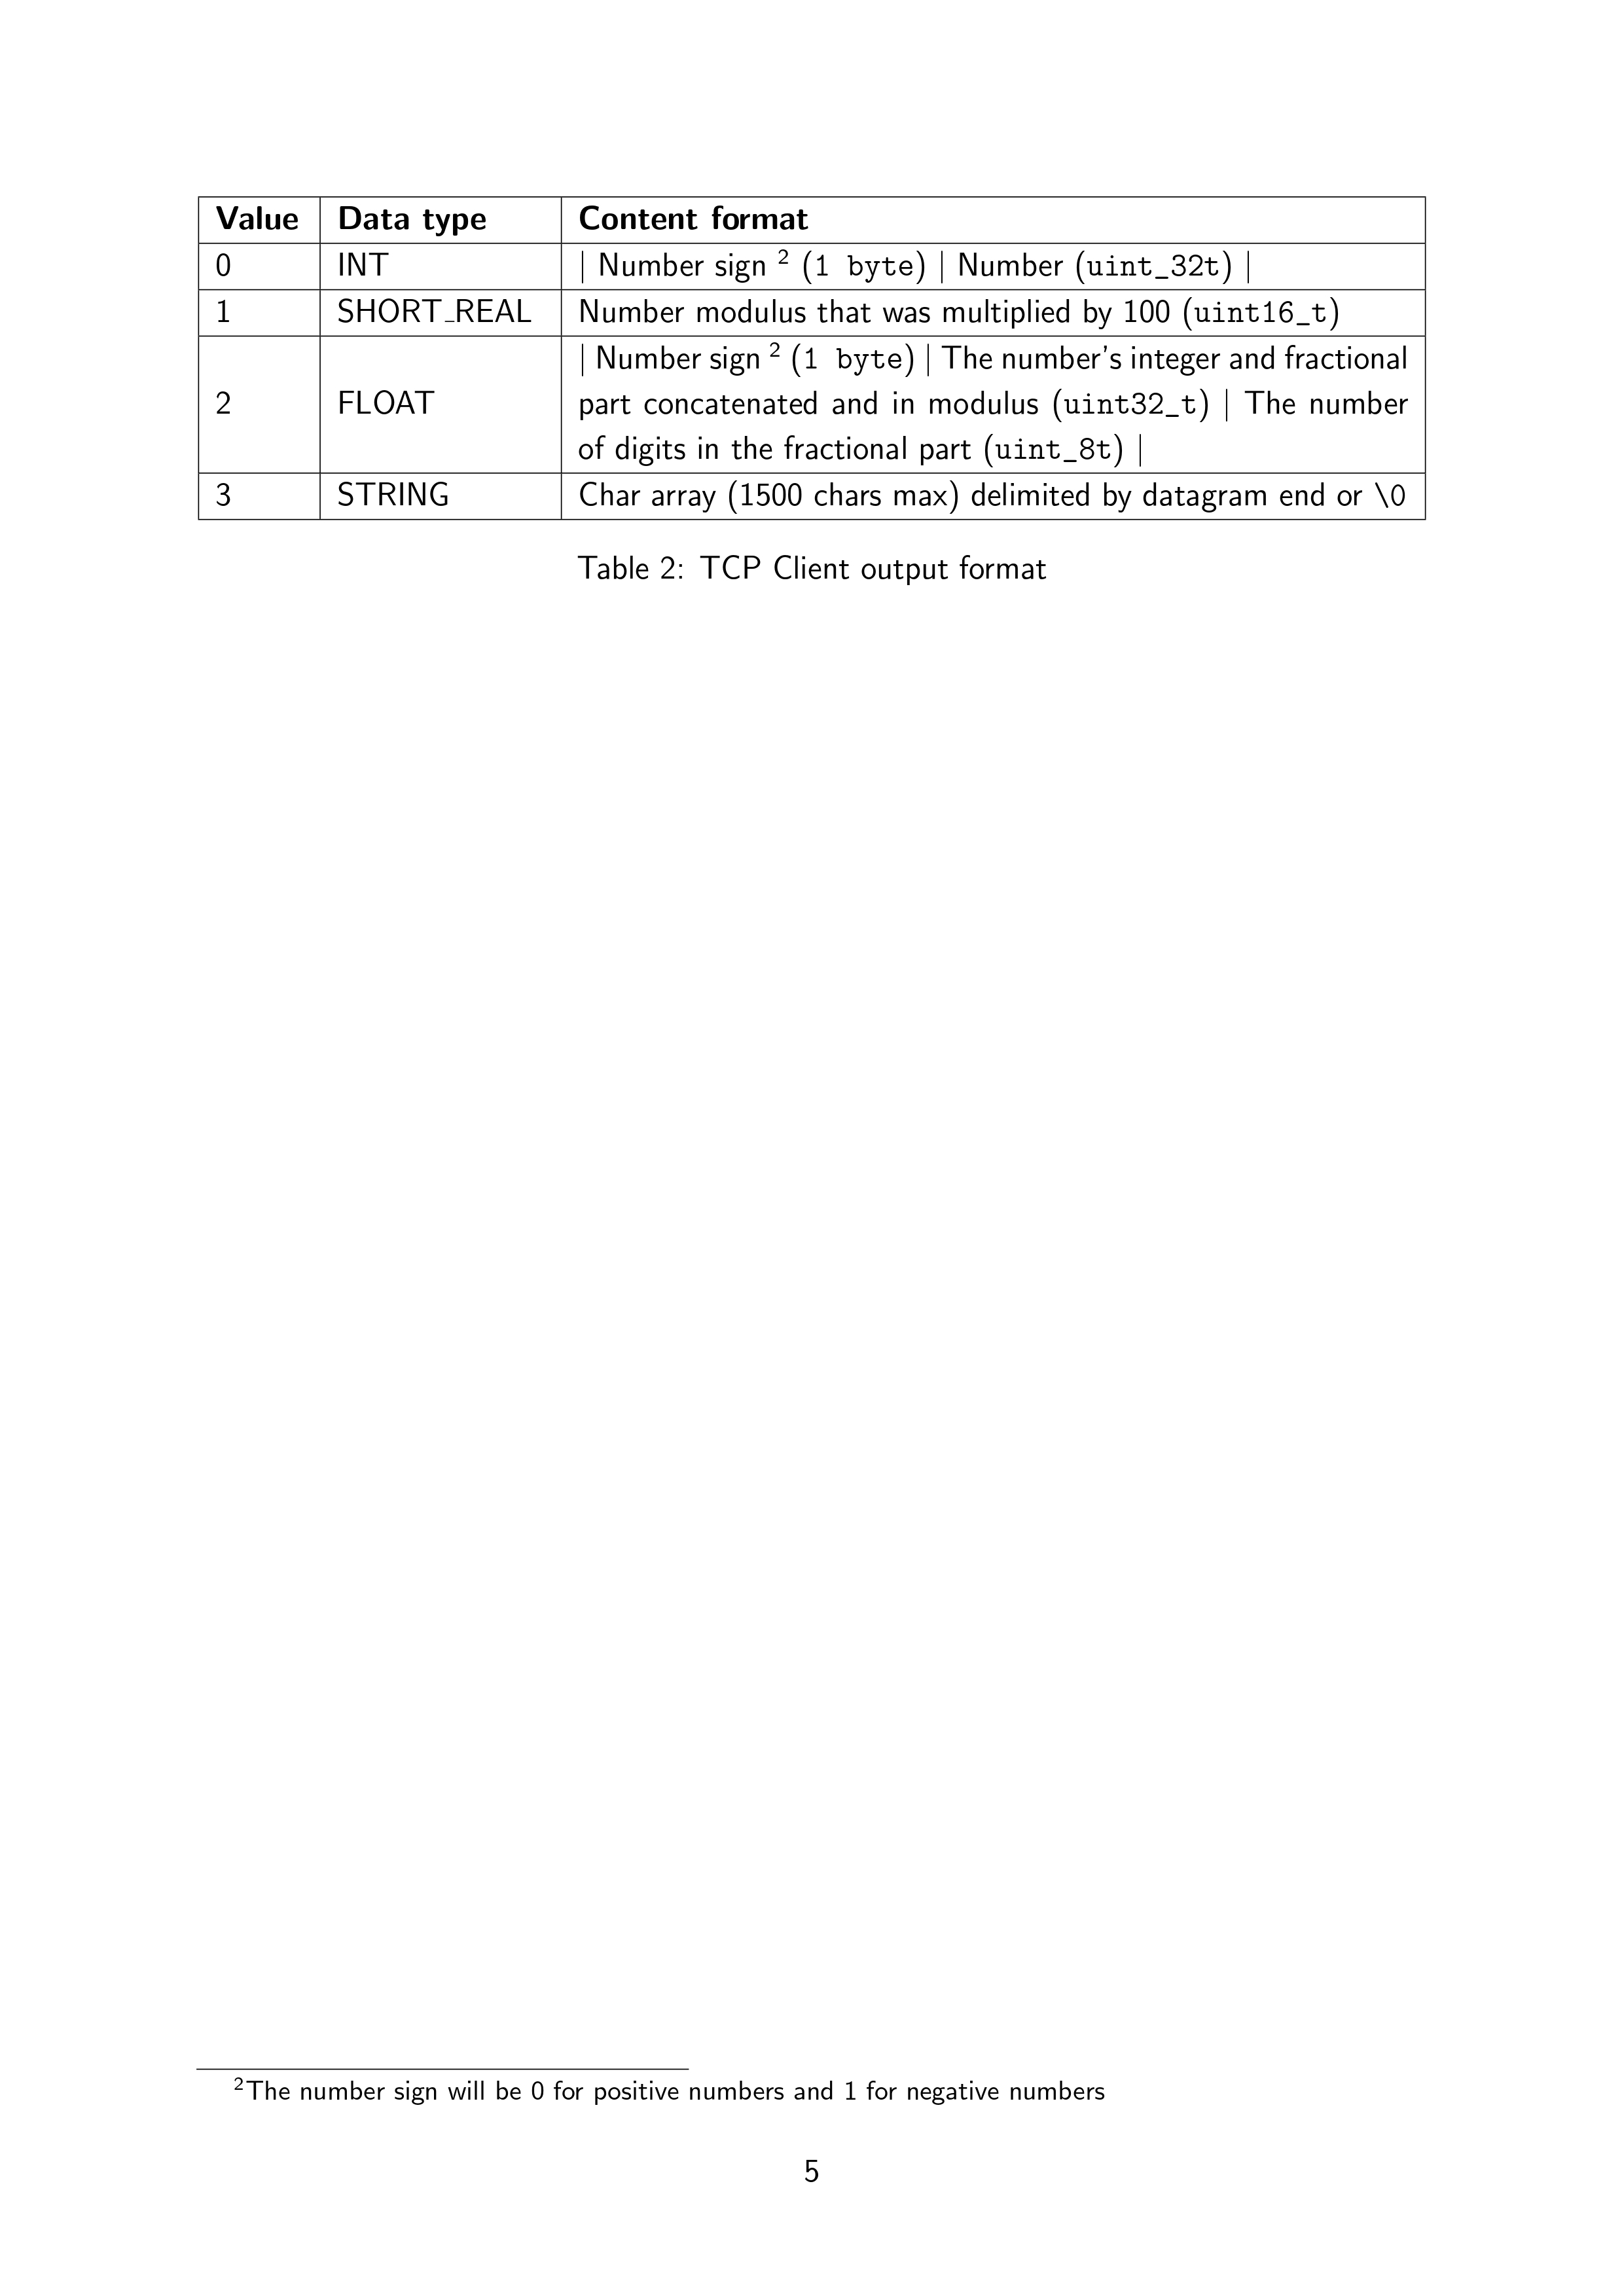 Value Data type Content format
0 INT | Number sign ² (1 byte) | Number (uint_32t) |
1 SHORT_REAL Number modulus that was multiplied by 100 (uint16_t)
| Number sign ² (1 byte) | The number's integer and fractional
2 FLOAT part concatenated and in modulus (uint32_t) | The number
of digits in the fractional part (uint_8t) |
3 STRING Char array (1500 chars max) delimited by datagram end or \0
Table 2: TCP Client output format
²The number sign will be 0 for positive numbers and 1 for negative numbers
5